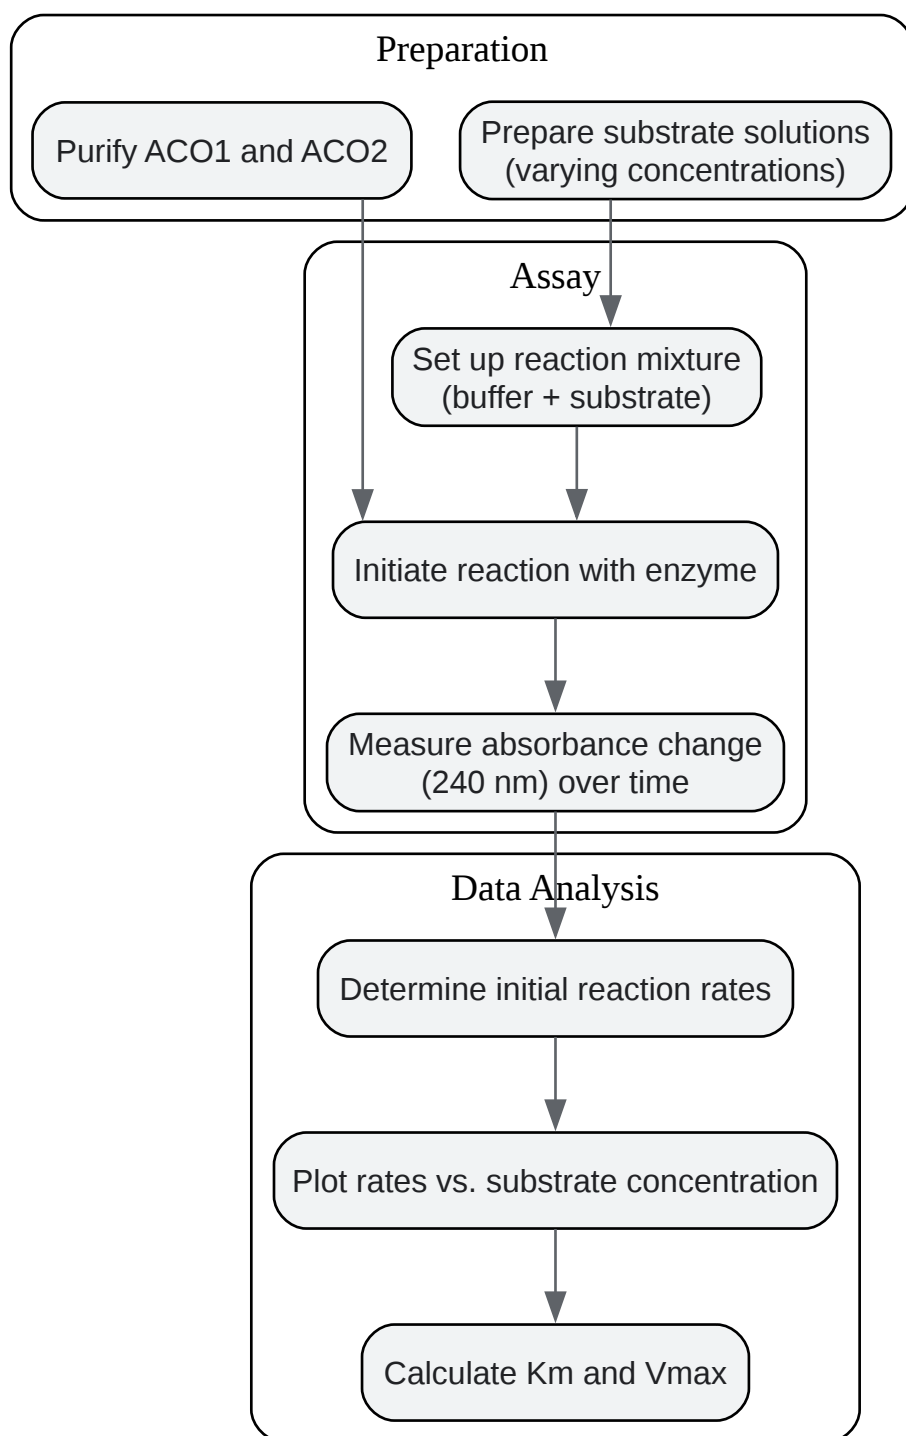 Preparation
Purify ACO1 and ACO2
Prepare substrate solutions
(varying concentrations)
Assay
Set up reaction mixture
(buffer + substrate)
Initiate reaction with enzyme
Measure absorbance change
(240 nm) over time
Data Analysis
Determine initial reaction rates
Plot rates vs. substrate concentration
Calculate Km and Vmax